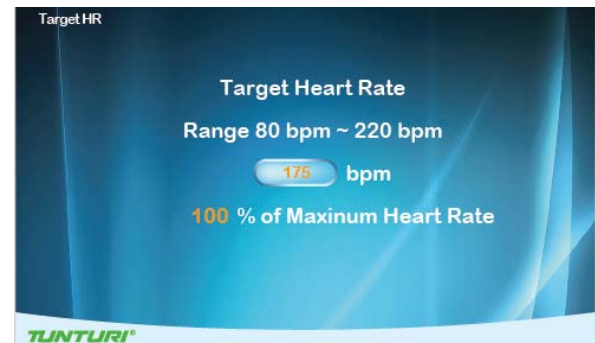 Target HR
Target Heart Rate
Range 80 bpm ~ 220 bpm
175 bpm
100 % of Maxinum Heart Rate
TUNTURI®